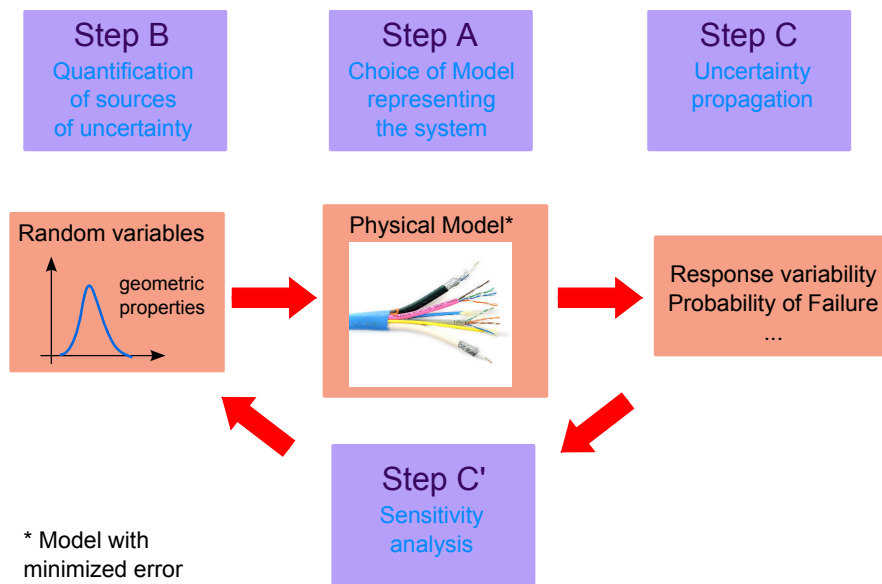 Step B
Quantification
of sources
of uncertainty
Step A
Choice of Model
representing
the system
Step C
Uncertainty
propagation
Random variables
geometric
properties
Physical Model*
Response variability
Probability of Failure
...
Step C'
Sensitivity
analysis
* Model with
minimized error